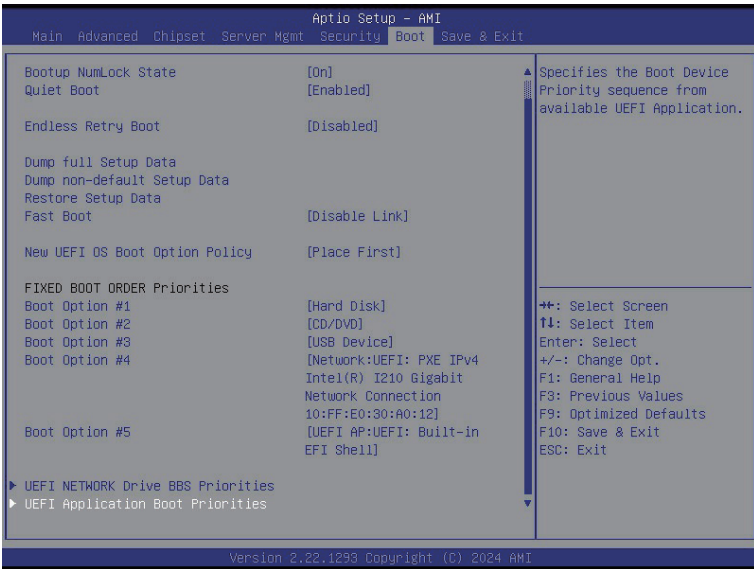 Aptio Setup – AMI
Main Advanced Chipset Server Mgmt Security Boot Save & Exit
Bootup NumLock State [On]
Quiet Boot [Enabled]
Endless Retry Boot [Disabled]
Dump full Setup Data
Dump non-default Setup Data
Restore Setup Data
Fast Boot [Disable Link]
New UEFI OS Boot Option Policy [Place First]
FIXED BOOT ORDER Priorities
Boot Option #1 [Hard Disk]
Boot Option #2 [CD/DVD]
Boot Option #3 [USB Device]
Boot Option #4 [Network:UEFI: PXE IPv4
Intel(R) I210 Gigabit
Network Connection
10:FF:E0:30:A0:12]
Boot Option #5 [UEFI AP:UEFI: Built-in
EFI Shell]
UEFI NETWORK Drive BBS Priorities
UEFI Application Boot Priorities
Specifies the Boot Device
Priority sequence from
available UEFI Application.
→←: Select Screen
↑↓: Select Item
Enter: Select
+/-: Change Opt.
F1: General Help
F3: Previous Values
F9: Optimized Defaults
F10: Save & Exit
ESC: Exit
Version 2.22.1293 Copyright (C) 2024 AMI